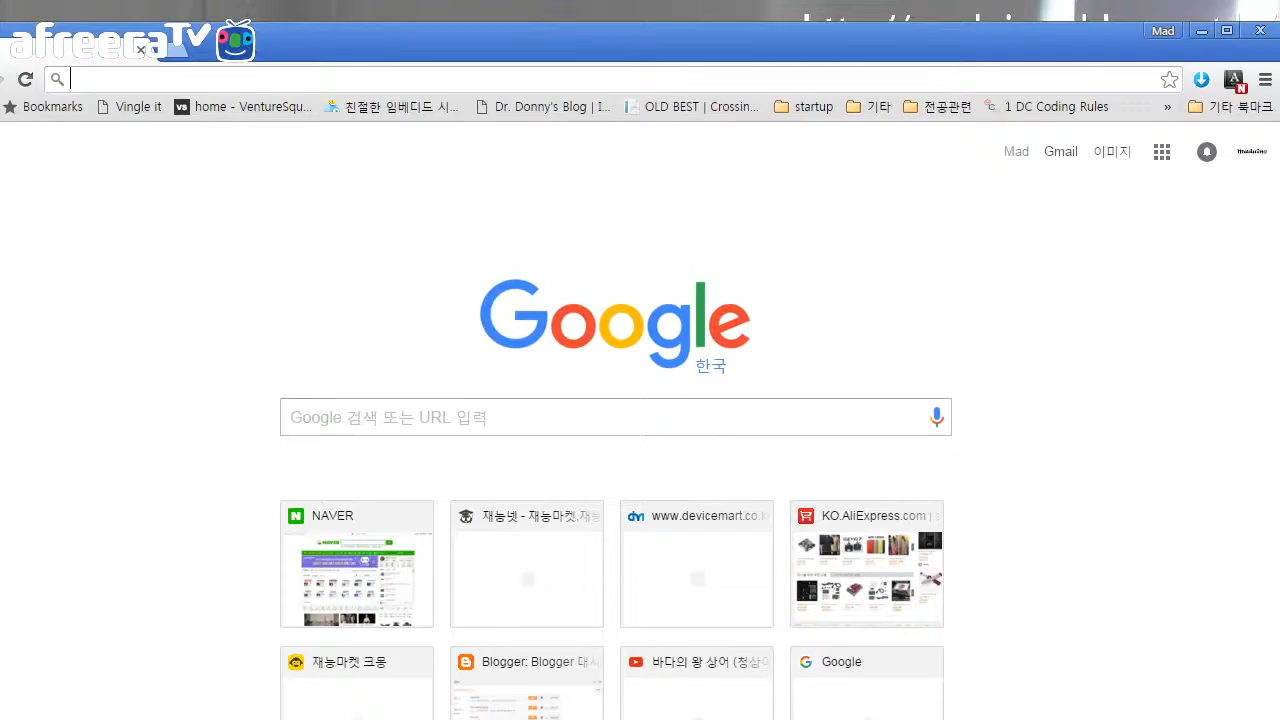 afreecaTV
Mad
Bookmarks Vingle it vs home - VentureSqu... 친절한 임베디드 시... Dr. Donny's Blog | I... OLD BEST | Crossin... startup 기타 전공관련 1 DC Coding Rules » 기타 북마크
Mad Gmail 이미지
Google
한국
Google 검색 또는 URL 입력
NAVER 재능넷 - 재능마켓,재능 www.devicemart.co.k KO.AliExpress.com |
재능마켓 크몽 Blogger: Blogger 대시 바다의 왕 상어 (청상아 Google